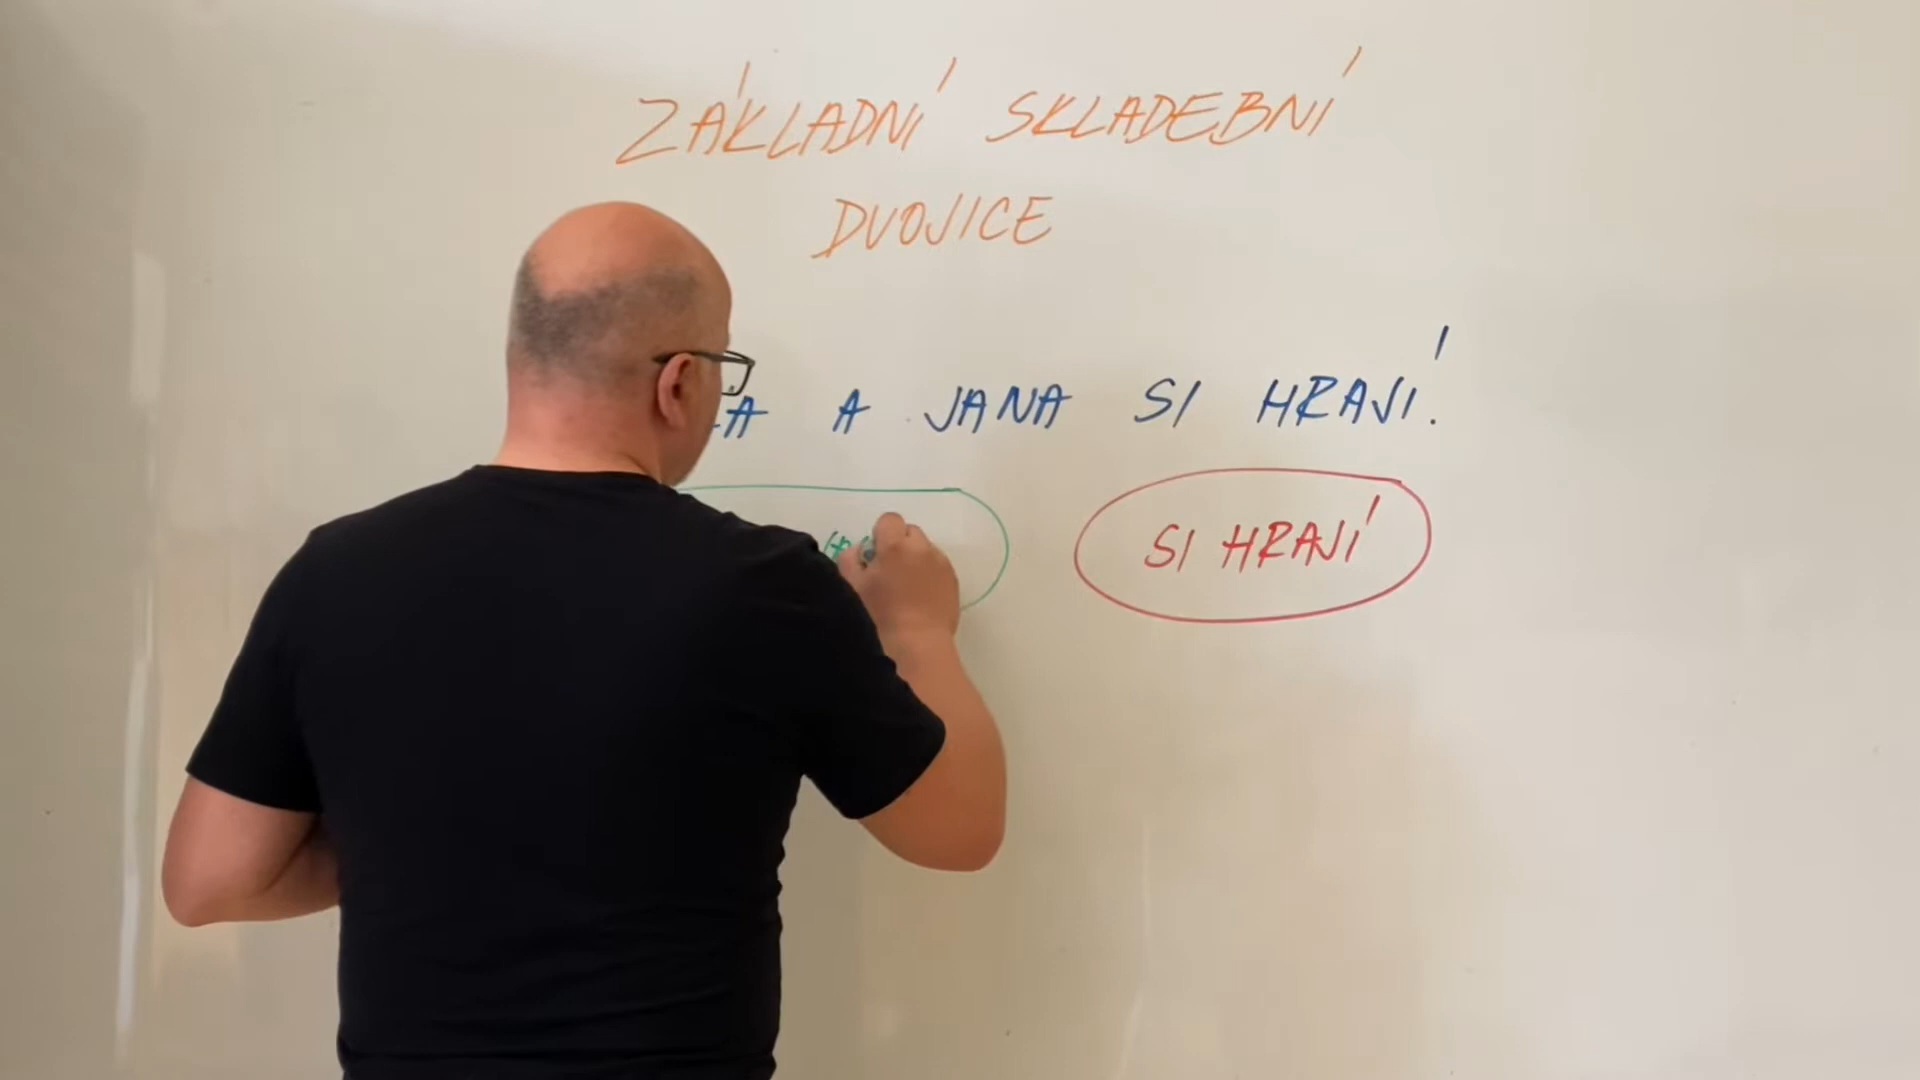 ZÁKLADNÍ SKLADEBNÍ
DVOJICE
A JANA SI HRAJÍ.
SI HRAJÍ